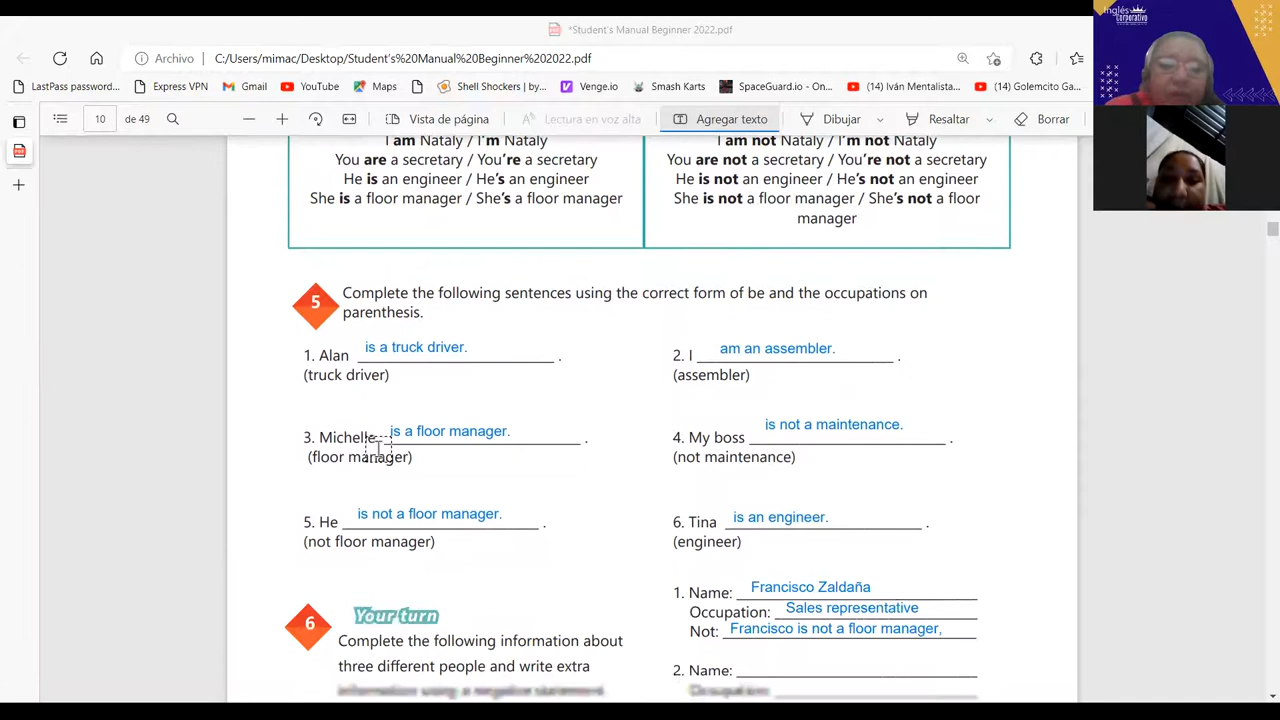 *Student's Manual Beginner 2022.pdf
Inglés
Corporativo
Archivo C:/Users/mimac/Desktop/Student's%20Manual%20Beginner%202022.pdf
LastPass password... Express VPN Gmail YouTube Maps Shell Shockers | by... Venge.io Smash Karts SpaceGuard.io - On... (14) Iván Mentalista... (14) Golemcito Ga...
10 de 49 Vista de página Lectura en voz alta Agregar texto Dibujar Resaltar Borrar
I am Nataly / I'm Nataly
You are a secretary / You're a secretary
He is an engineer / He's an engineer
She is a floor manager / She's a floor manager
I am not Nataly / I'm not Nataly
You are not a secretary / You're not a secretary
He is not an engineer / He's not an engineer
She is not a floor manager / She's not a floor
manager
5 Complete the following sentences using the correct form of be and the occupations on
parenthesis.
1. Alan is a truck driver. .
(truck driver)
2. I am an assembler. .
(assembler)
3. Michelle is a floor manager. .
(floor manager)
4. My boss is not a maintenance. .
(not maintenance)
5. He is not a floor manager. .
(not floor manager)
6. Tina is an engineer. .
(engineer)
6 Your turn
Complete the following information about
three different people and write extra
information using a negative statement
1. Name: Francisco Zaldaña
Occupation: Sales representative
Not: Francisco is not a floor manager,
2. Name:
Occupation: